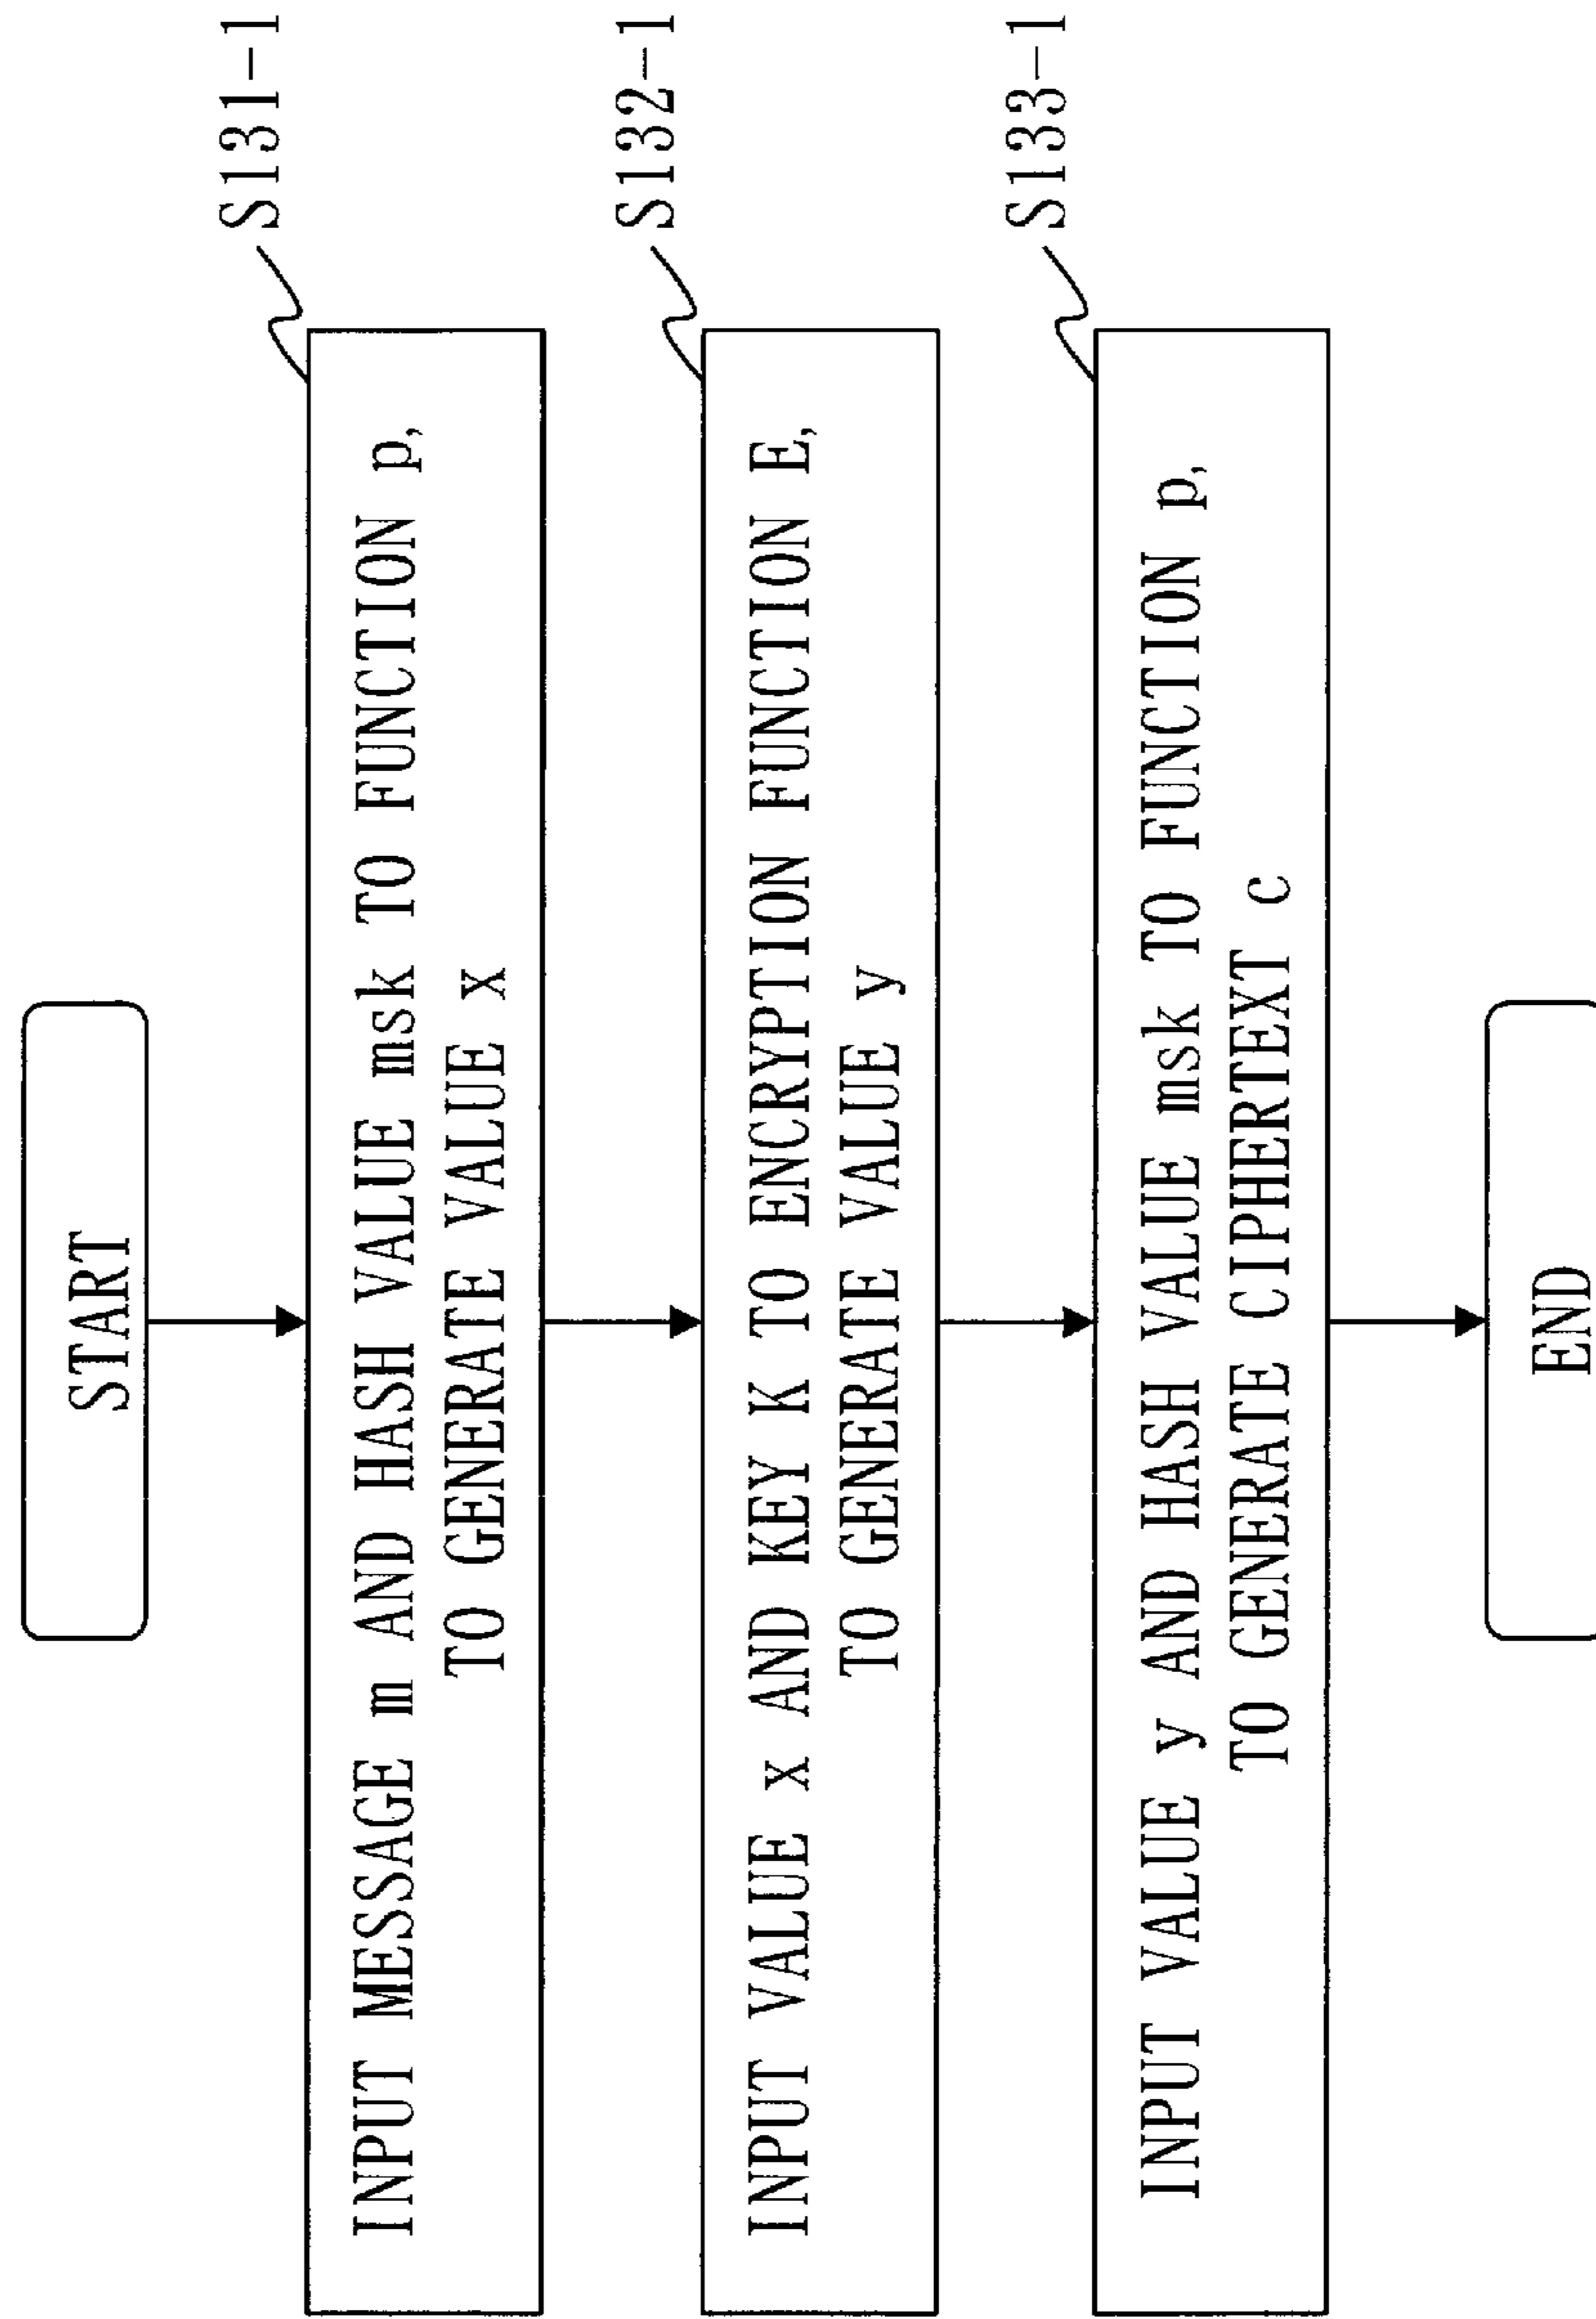 START
S131-1
INPUT MESSAGE m AND HASH VALUE msk TO FUNCTION p,
TO GENERATE VALUE x
S132-1
INPUT VALUE x AND KEY K TO ENCRYPTION FUNCTION E,
TO GENERATE VALUE y
S133-1
INPUT VALUE y AND HASH VALUE msk TO FUNCTION p,
TO GENERATE CIPHERTEXT c
END